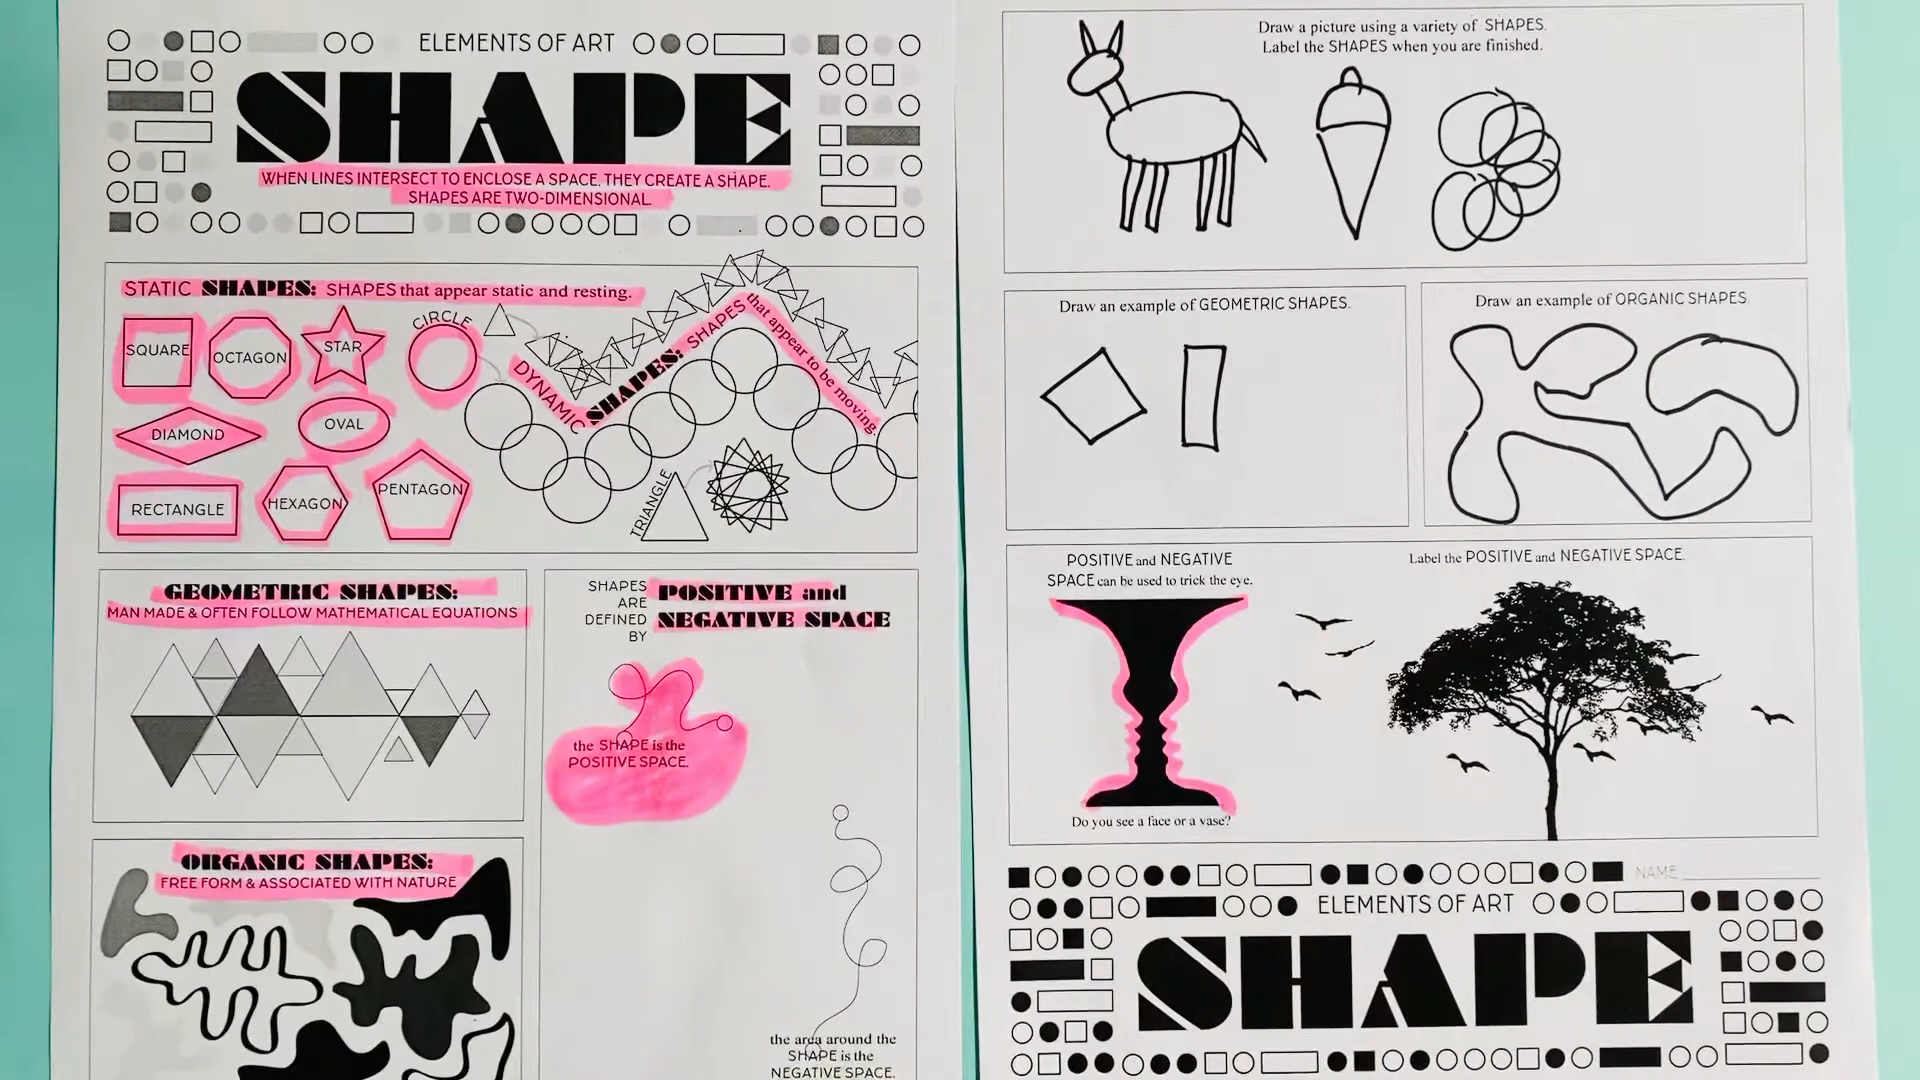 ELEMENTS OF ART
SHAPE
WHEN LINES INTERSECT TO ENCLOSE A SPACE, THEY CREATE A SHAPE.
SHAPES ARE TWO-DIMENSIONAL.
STATIC SHAPES: SHAPES that appear static and resting.
SQUARE
OCTAGON
STAR
CIRCLE
DIAMOND
OVAL
RECTANGLE
HEXAGON
PENTAGON
DYNAMIC SHAPES: SHAPES that appear to be moving.
TRIANGLE
GEOMETRIC SHAPES:
MAN MADE & OFTEN FOLLOW MATHEMATICAL EQUATIONS
ORGANIC SHAPES:
FREE FORM & ASSOCIATED WITH NATURE
SHAPES
ARE
DEFINED
BY
POSITIVE and
NEGATIVE SPACE
the SHAPE is the
POSITIVE SPACE.
the area around the
SHAPE is the
NEGATIVE SPACE.
Draw a picture using a variety of SHAPES.
Label the SHAPES when you are finished.
Draw an example of GEOMETRIC SHAPES.
Draw an example of ORGANIC SHAPES.
POSITIVE and NEGATIVE
SPACE can be used to trick the eye.
Do you see a face or a vase?
Label the POSITIVE and NEGATIVE SPACE.
NAME
ELEMENTS OF ART
SHAPE